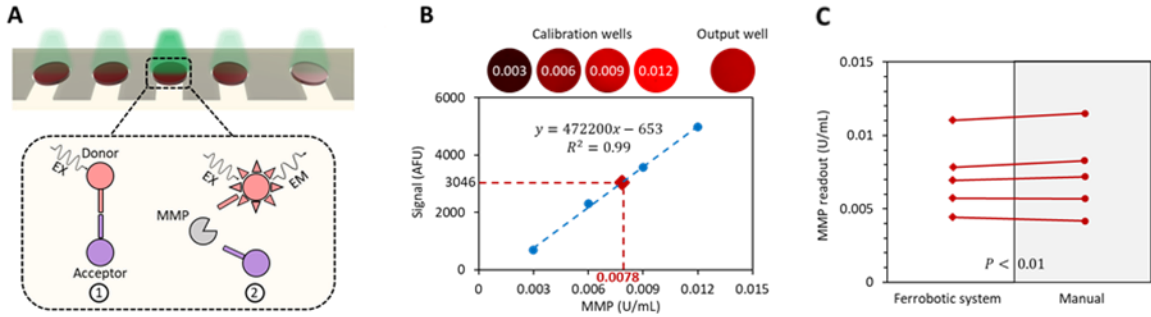 A
EX
Donor
Acceptor
1
EX
EM
MMP
2
B
Calibration wells
Output well
0.003
0.006
0.009
0.012
y = 472200x − 653
R² = 0.99
Signal (AFU)
6000
4000
3046
2000
0
0
0.003
0.006
0.0078
0.009
0.012
0.015
MMP (U/mL)
C
MMP readout (U/mL)
0.015
0.01
0.005
0
P < 0.01
Ferrobotic system
Manual